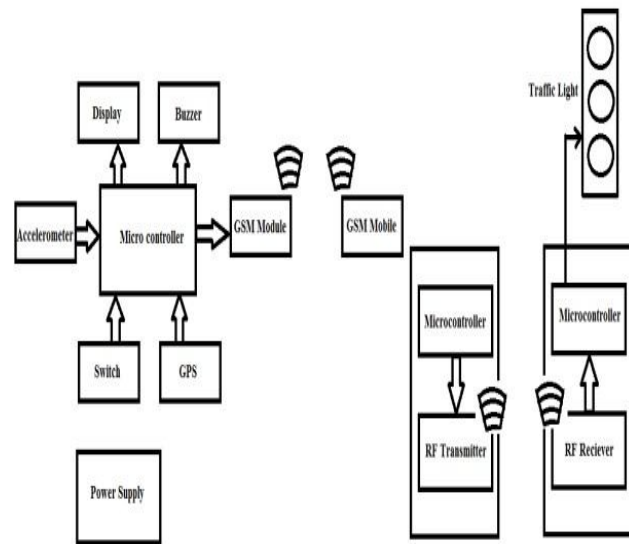 Traffic Light
Display
Buzzer
Accelerometer
Micro controller
GSM Module
GSM Mobile
Switch
GPS
Microcontroller
Microcontroller
RF Transmitter
RF Reciever
Power Supply